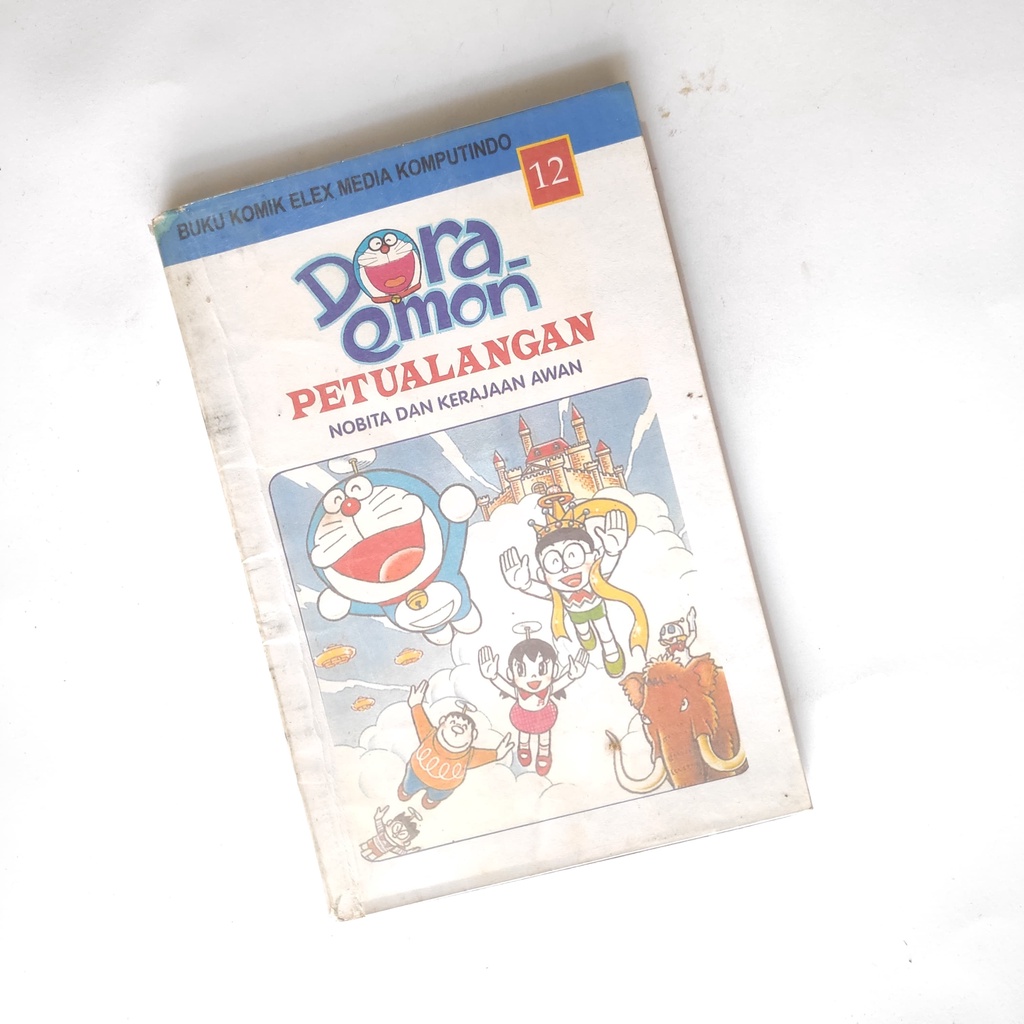 BUKU KOMIK ELEX MEDIA KOMPUTINDO
12
Dora-
emon
PETUALANGAN
NOBITA DAN KERAJAAN AWAN